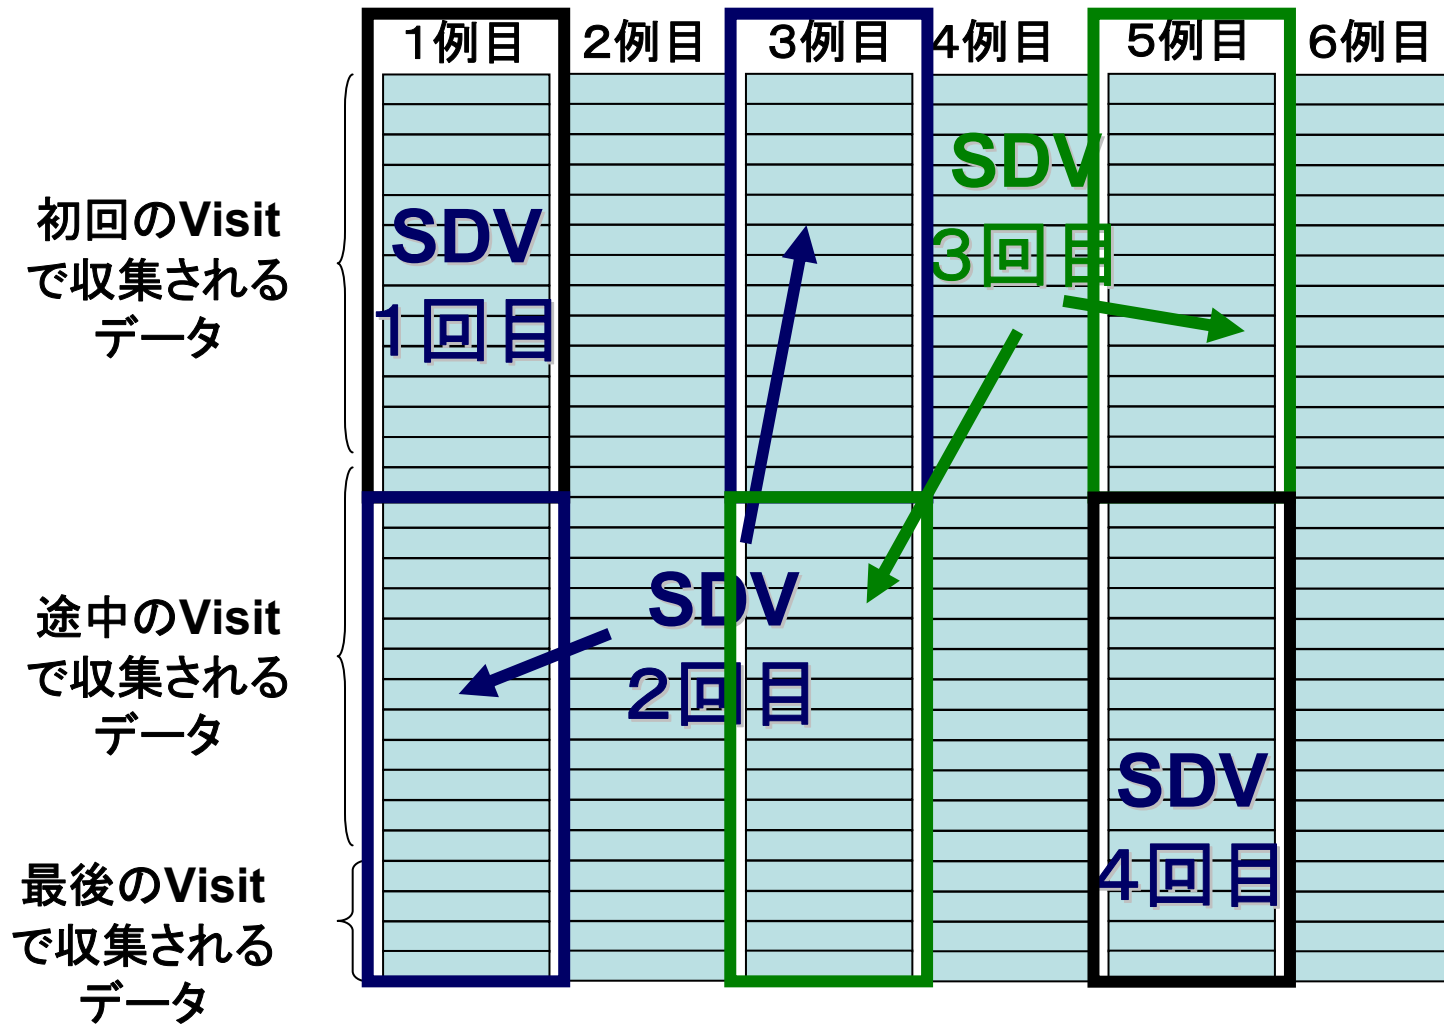 １例目
２例目
３例目
４例目
５例目
６例目
初回のVisit
で収集される
データ
途中のVisit
で収集される
データ
最後のVisit
で収集される
データ
SDV
１回目
SDV
２回目
SDV
３回目
SDV
４回目